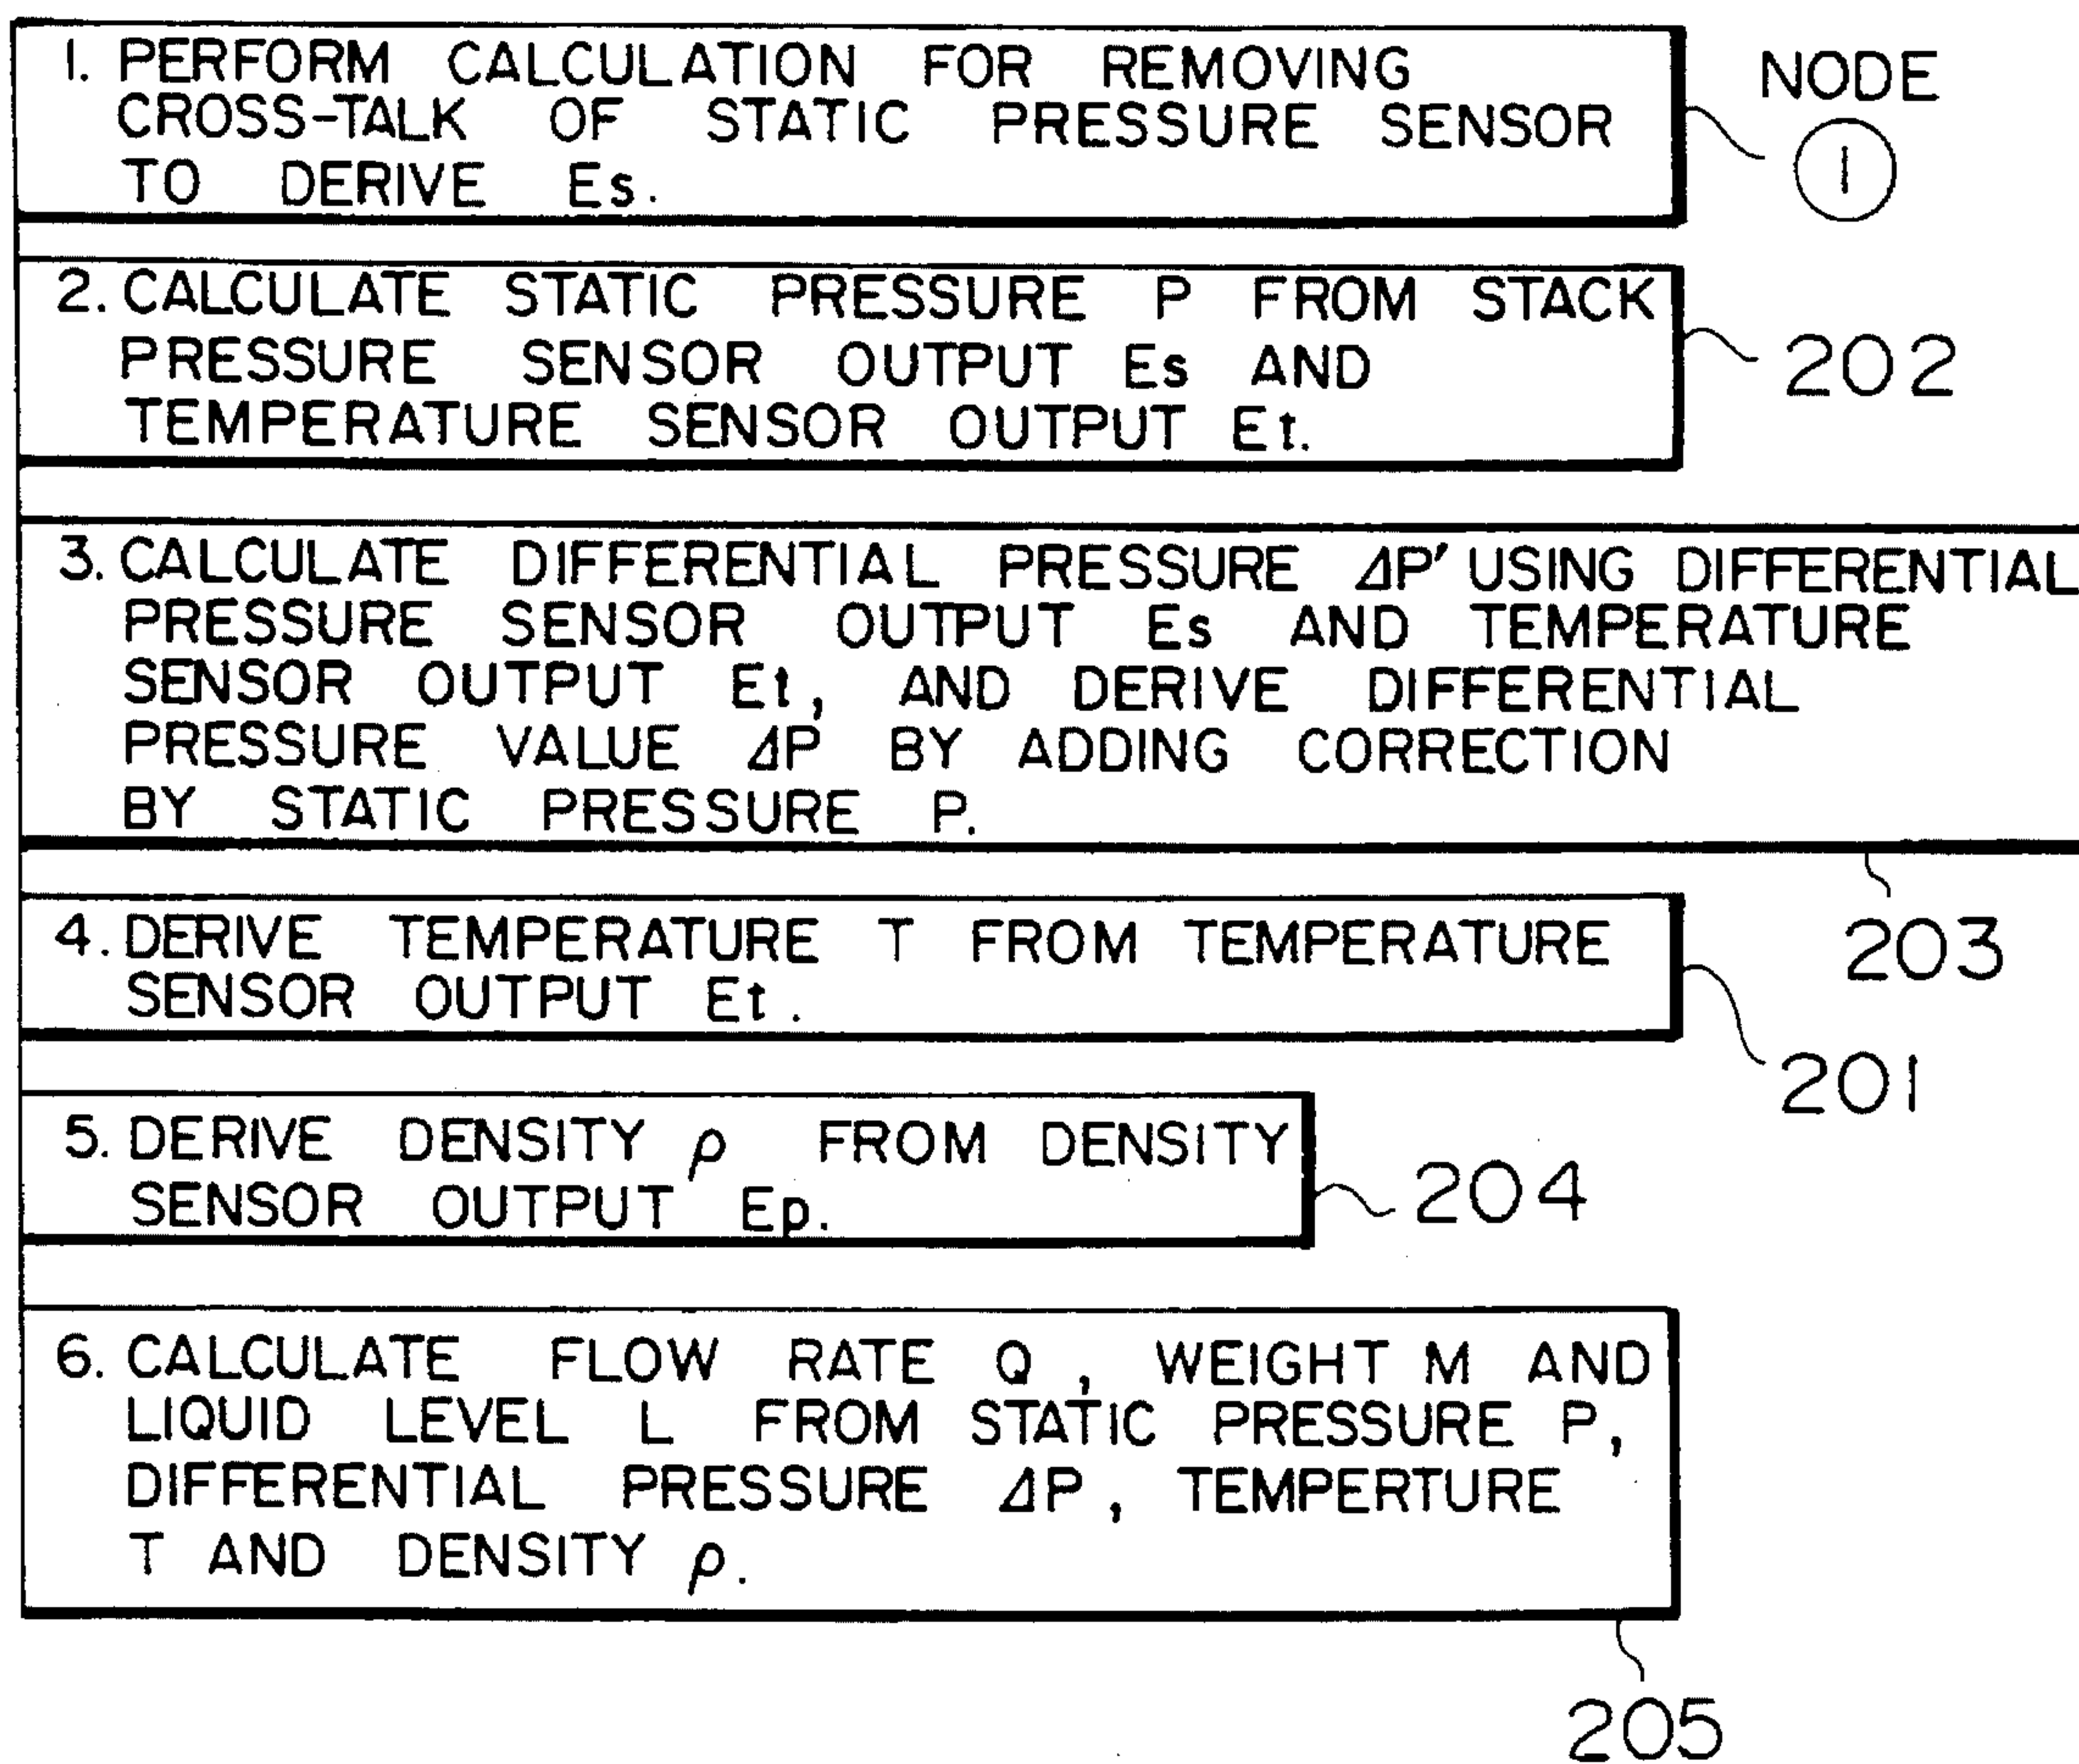 1. PERFORM CALCULATION FOR REMOVING
CROSS-TALK OF STATIC PRESSURE SENSOR
TO DERIVE Es.
NODE
1
2. CALCULATE STATIC PRESSURE P FROM STACK
PRESSURE SENSOR OUTPUT Es AND
TEMPERATURE SENSOR OUTPUT Et.
202
3. CALCULATE DIFFERENTIAL PRESSURE ΔP' USING DIFFERENTIAL
PRESSURE SENSOR OUTPUT Es AND TEMPERATURE
SENSOR OUTPUT Et, AND DERIVE DIFFERENTIAL
PRESSURE VALUE ΔP BY ADDING CORRECTION
BY STATIC PRESSURE P.
203
4. DERIVE TEMPERATURE T FROM TEMPERATURE
SENSOR OUTPUT Et.
201
5. DERIVE DENSITY ρ FROM DENSITY
SENSOR OUTPUT Ep.
204
6. CALCULATE FLOW RATE Q, WEIGHT M AND
LIQUID LEVEL L FROM STATIC PRESSURE P,
DIFFERENTIAL PRESSURE ΔP, TEMPERTURE
T AND DENSITY ρ.
205